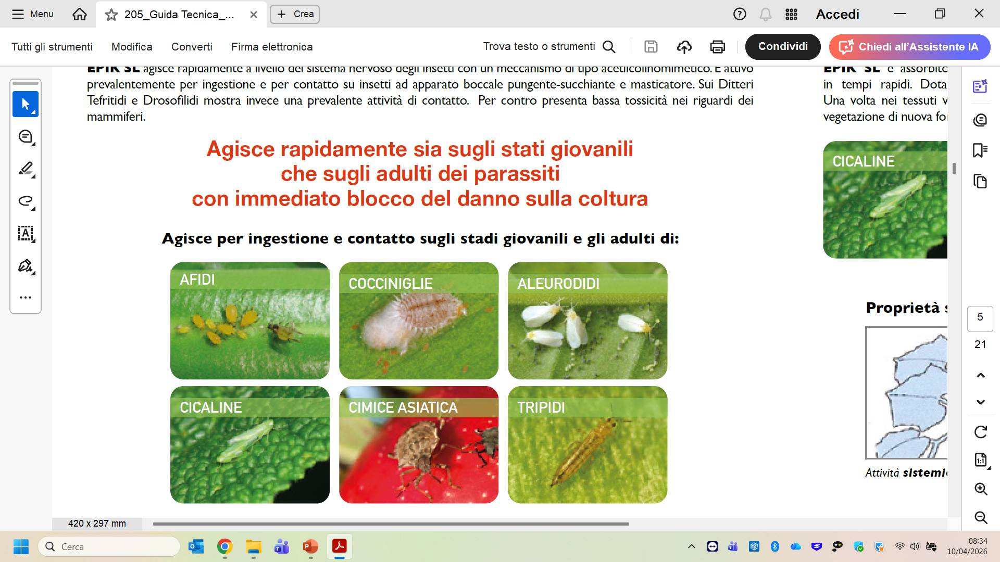 Menu
205_Guida Tecnica_...
Crea
Accedi
Tutti gli strumenti
Modifica
Converti
Firma elettronica
Trova testo o strumenti
Condividi
Chiedi all'Assistente IA
EPIK SL agisce rapidamente a livello del sistema nervoso degli insetti con un meccanismo di tipo acetilcolinomimetico. È attivo
prevalentemente per ingestione e per contatto su insetti ad apparato boccale pungente-succhiante e masticatore. Sui Ditteri
Tefritidi e Drosofilidi mostra invece una prevalente attività di contatto. Per contro presenta bassa tossicità nei riguardi dei
mammiferi.
Agisce rapidamente sia sugli stati giovanili
che sugli adulti dei parassiti
con immediato blocco del danno sulla coltura
Agisce per ingestione e contatto sugli stadi giovanili e gli adulti di:
AFIDI
COCCINIGLIE
ALEURODIDI
CICALINE
CIMICE ASIATICA
TRIPIDI
EPIK SL è assorbito
in tempi rapidi. Dota
Una volta nei tessuti v
vegetazione di nuova for
CICALINE
Proprietà s
Attività sistemic
5
21
420 x 297 mm
Cerca
08:34
10/04/2026